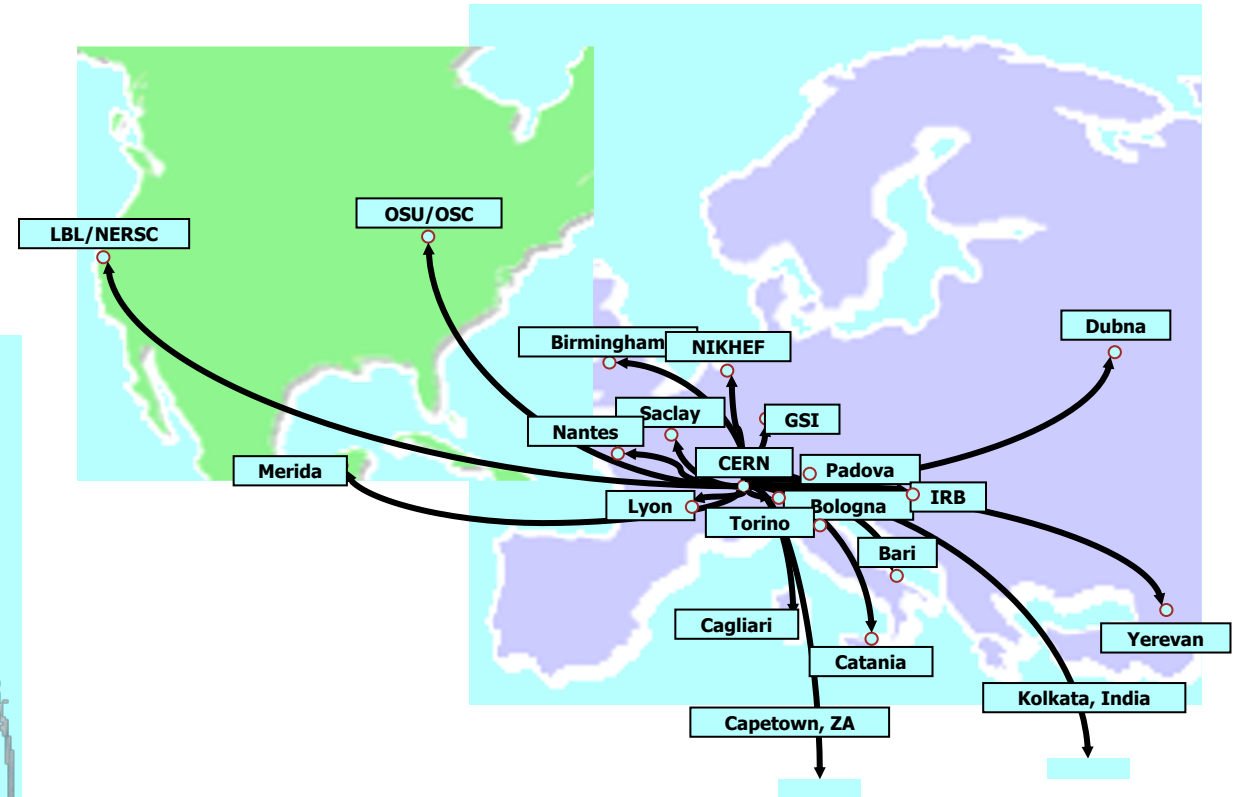 OSU/OSC
LBL/NERSC
Dubna
Birmingham
NIKHEF
Saclay
GSI
Nantes
CERN
Padova
Merida
Lyon
Bologna
IRB
Torino
Bari
Cagliari
Yerevan
Catania
Kolkata, India
Capetown, ZA